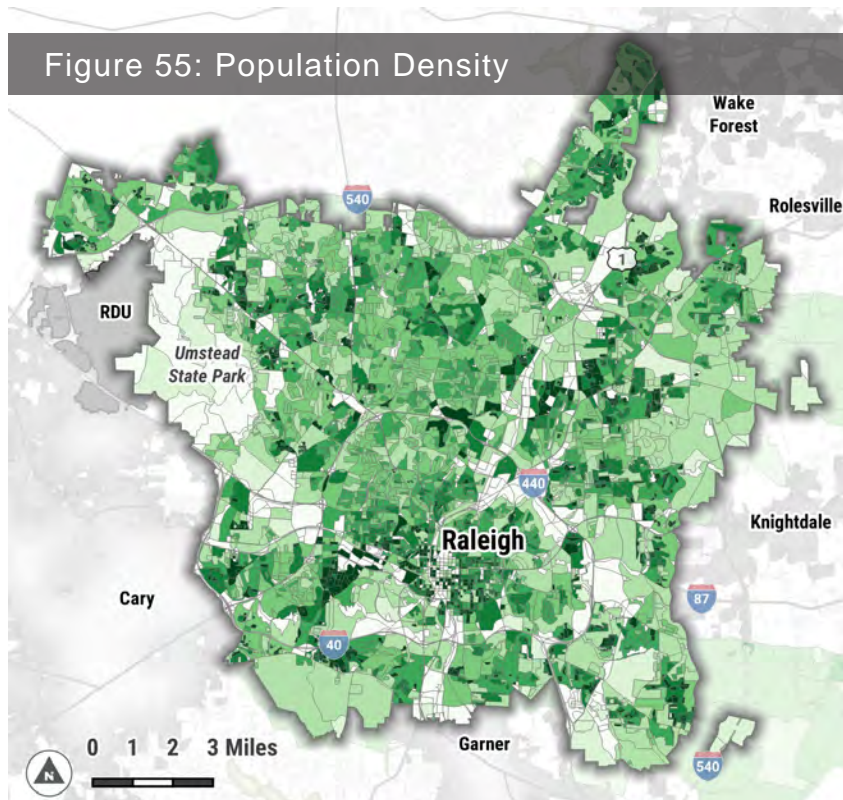 Figure 55: Population Density
Wake
Forest
540
Rolesville
1
RDU
Umstead
State Park
440
Raleigh
Knightdale
87
Cary
40
Garner
0 1 2 3 Miles
N
540